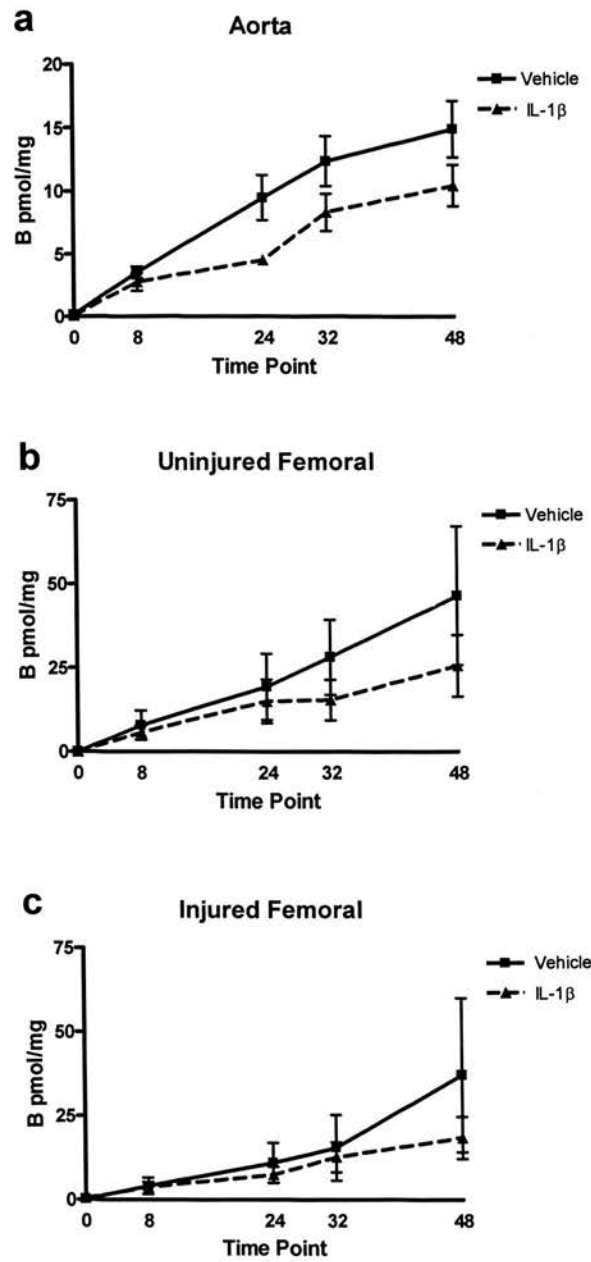 a
Aorta
20
15
10
5
0
B pmol/mg
0 8 24 32 48
Time Point
Vehicle
IL-1β
b
Uninjured Femoral
75
50
25
0
B pmol/mg
0 8 24 32 48
Time Point
Vehicle
IL-1β
c
Injured Femoral
75
50
25
0
B pmol/mg
0 8 24 32 48
Time Point
Vehicle
IL-1β